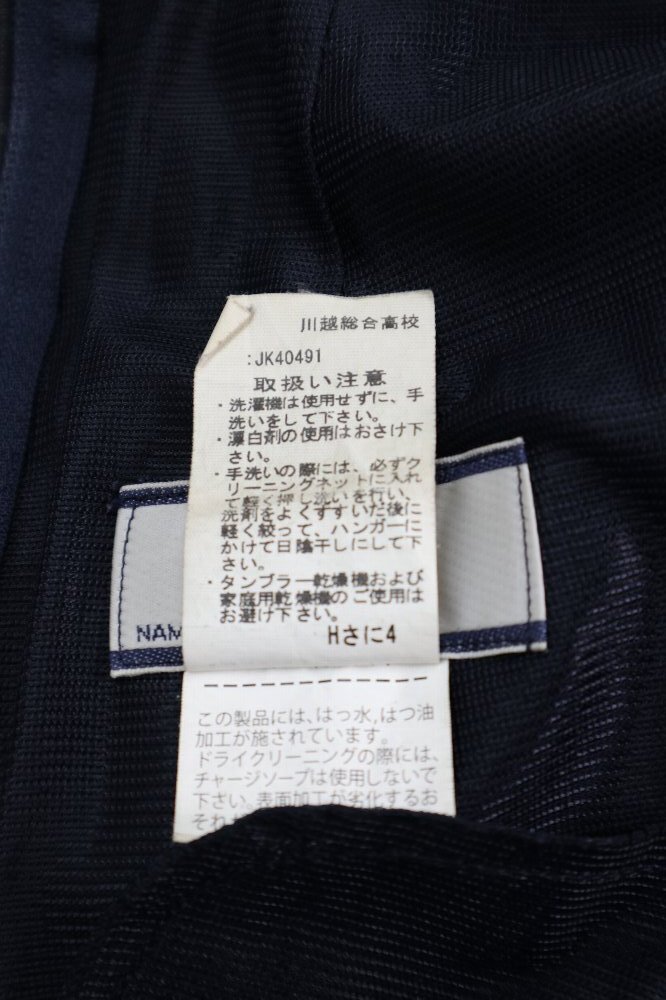 川越総合高校
:JK40491
取扱い注意
・洗濯機は使用せずに、手
洗いをして下さい。
・漂白剤の使用はおさけ下
さい。
・手洗いの際には、必ずク
リーニングネットに入れ
て軽く押し洗いを行い、
洗剤をよくすすいだ後に
軽く絞って、ハンガーに
かけて日陰干しにして下
さい。
・タンブラー乾燥機および
家庭用乾燥機のご使用は
お避け下さい。
Hさに4
NAM
この製品には、はっ水,はつ油
加工が施されています。
ドライクリーニングの際には、
チャージソープは使用しないで
下さい。表面加工が劣化するお
それ